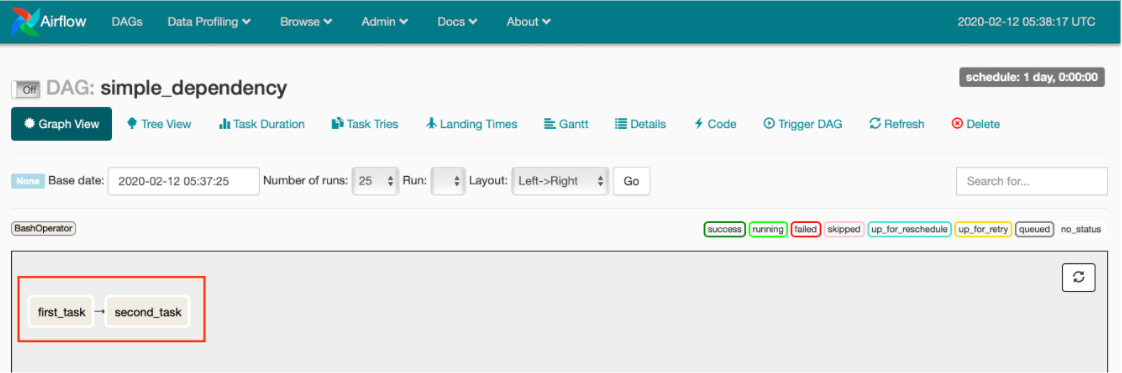 Airflow DAGs Data Profiling Browse Admin Docs About 2020-02-12 05:38:17 UTC
schedule: 1 day, 0:00:00
Off DAG: simple_dependency
Graph View Tree View Task Duration Task Tries Landing Times Gantt Details Code Trigger DAG Refresh Delete
None Base date: 2020-02-12 05:37:25 Number of runs: 25 Run: Layout: Left->Right Go Search for...
BashOperator success running failed skipped up_for_reschedule up_for_retry queued no_status
first_task second_task